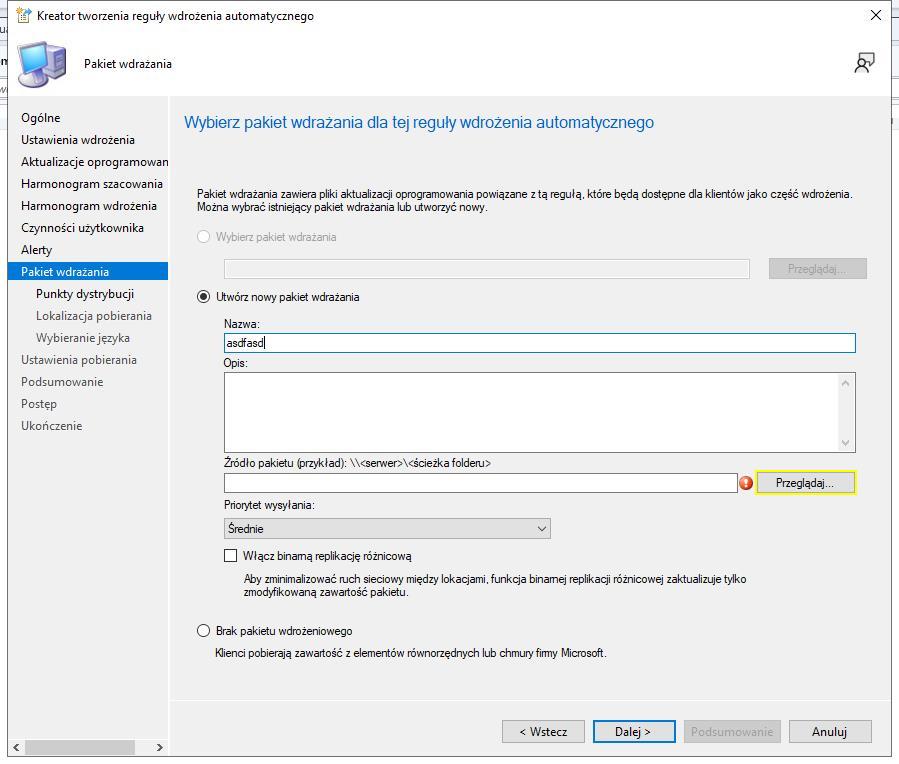 Kreator tworzenia reguły wdrożenia automatycznego
Pakiet wdrażania
Ogólne
Ustawienia wdrożenia
Aktualizacje oprogramowan
Harmonogram szacowania
Harmonogram wdrożenia
Czynności użytkownika
Alerty
Pakiet wdrażania
Punkty dystrybucji
Lokalizacja pobierania
Wybieranie języka
Ustawienia pobierania
Podsumowanie
Postęp
Ukończenie
Wybierz pakiet wdrażania dla tej reguły wdrożenia automatycznego
Pakiet wdrażania zawiera pliki aktualizacji oprogramowania powiązane z tą regułą, które będą dostępne dla klientów jako część wdrożenia.
Można wybrać istniejący pakiet wdrażania lub utworzyć nowy.
Wybierz pakiet wdrażania
Przeglądaj...
Utwórz nowy pakiet wdrażania
Nazwa:
asdfasd
Opis:
Źródło pakietu (przykład): \\<serwer>\<ścieżka folderu>
Przeglądaj...
Priorytet wysyłania:
Średnie
Włącz binarną replikację różnicową
Aby zminimalizować ruch sieciowy między lokacjami, funkcja binarnej replikacji różnicowej zaktualizuje tylko
zmodyfikowaną zawartość pakietu.
Brak pakietu wdrożeniowego
Klienci pobierają zawartość z elementów równorzędnych lub chmury firmy Microsoft.
< Wstecz
Dalej >
Podsumowanie
Anuluj